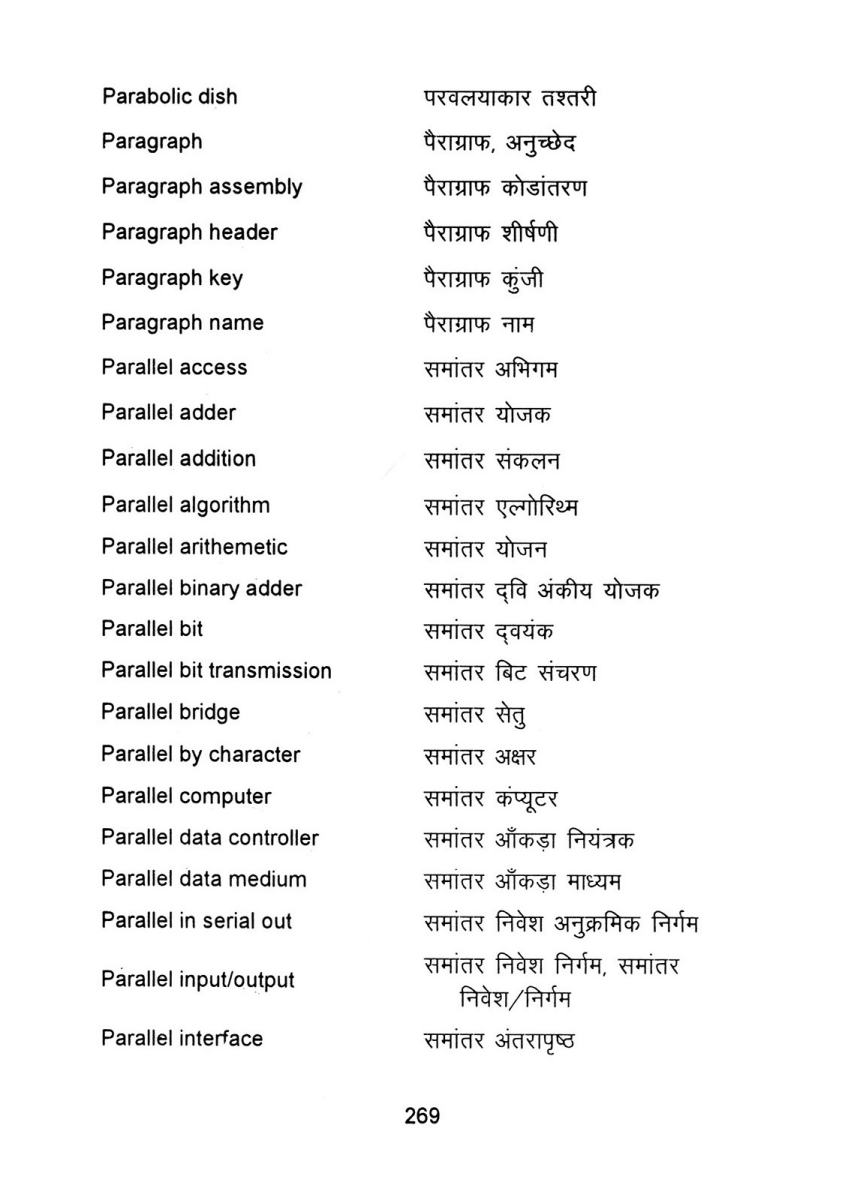 Parabolic dish परवलयाकार तश्तरी
Paragraph पैराग्राफ, अनुच्छेद
Paragraph assembly पैराग्राफ कोडांतरण
Paragraph header पैराग्राफ शीर्षणी
Paragraph key पैराग्राफ कुंजी
Paragraph name पैराग्राफ नाम
Parallel access समांतर अभिगम
Parallel adder समांतर योजक
Parallel addition समांतर संकलन
Parallel algorithm समांतर एल्गोरिथ्म
Parallel arithemetic समांतर योजन
Parallel binary adder समांतर द्‌वि अंकीय योजक
Parallel bit समांतर द्‌वयंक
Parallel bit transmission समांतर बिट संचरण
Parallel bridge समांतर सेतु
Parallel by character समांतर अक्षर
Parallel computer समांतर कंप्यूटर
Parallel data controller समांतर आँकड़ा नियंत्रक
Parallel data medium समांतर आँकड़ा माध्यम
Parallel in serial out समांतर निवेश अनुक्रमिक निर्गम
Parallel input/output समांतर निवेश निर्गम, समांतर
निवेश/निर्गम
Parallel interface समांतर अंतरापृष्ठ
269